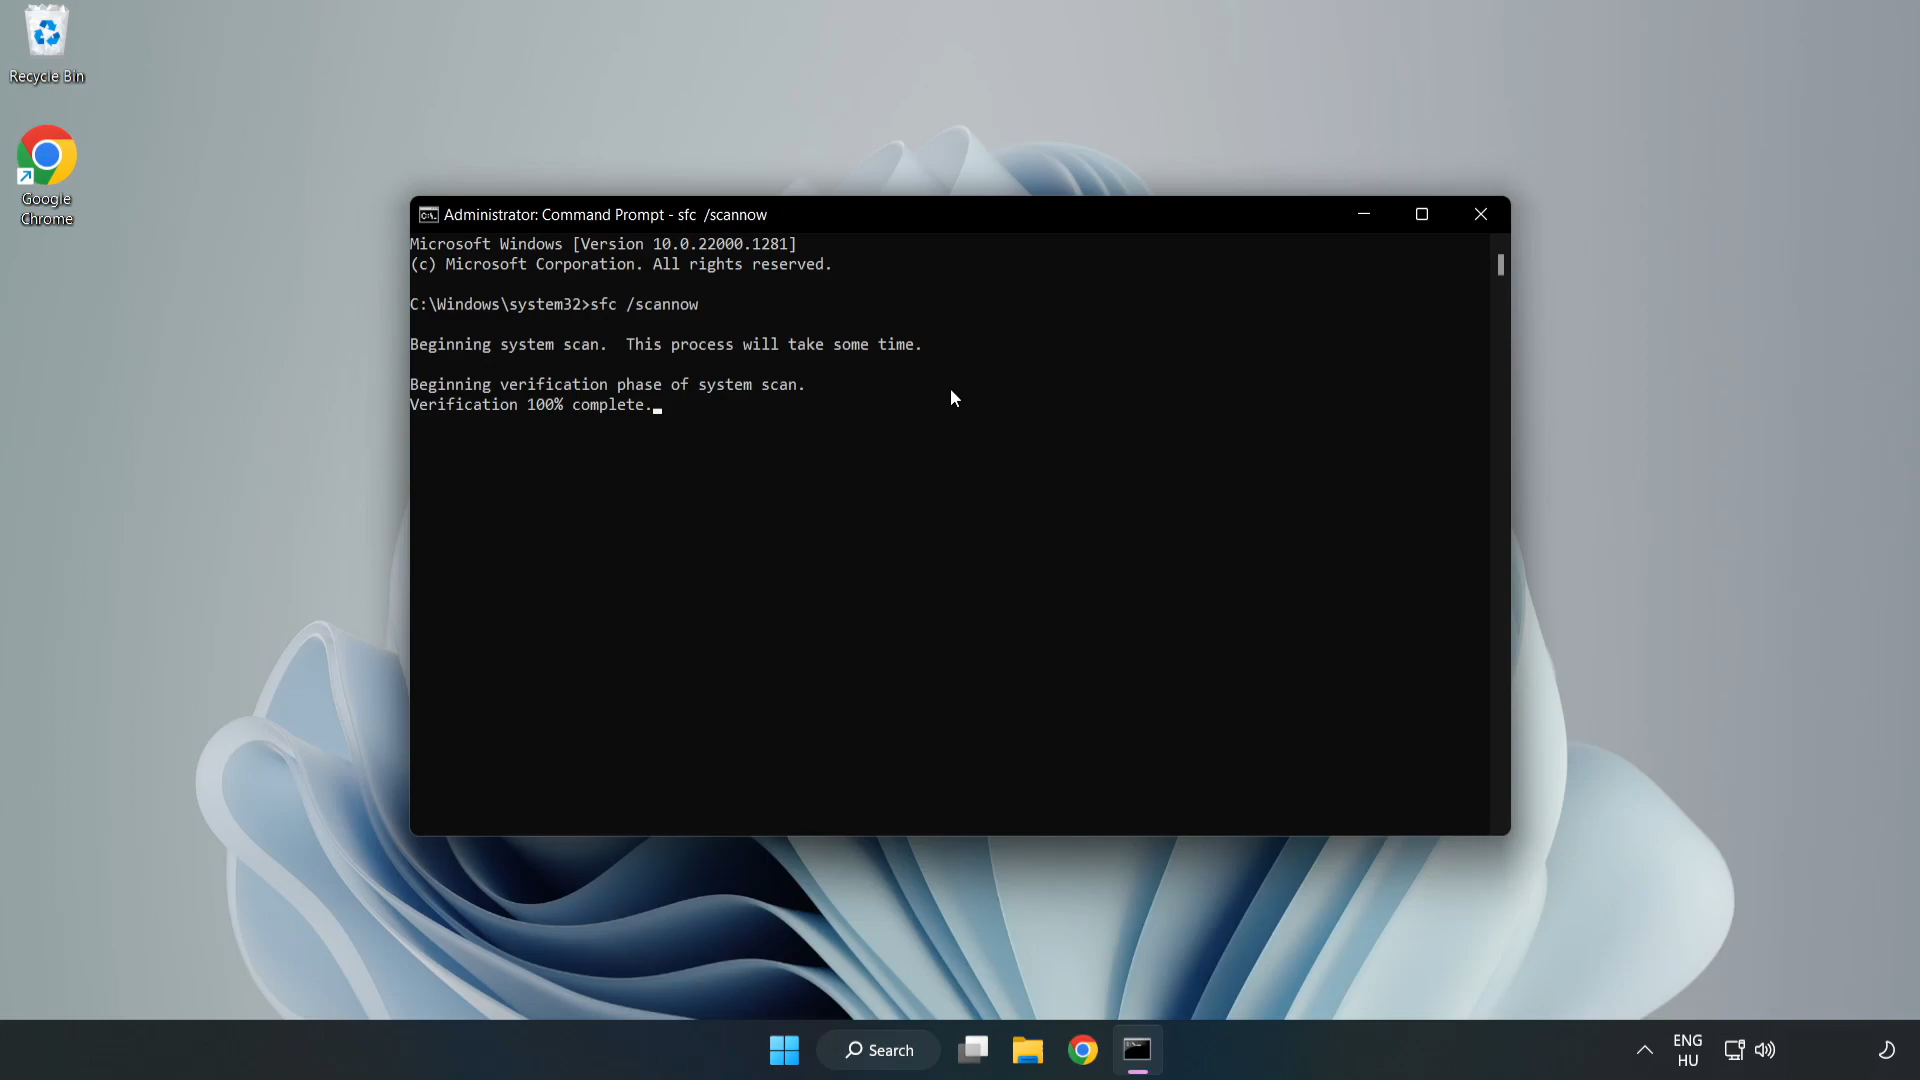 Recycle Bin
Google
Chrome
Administrator: Command Prompt - sfc  /scannow
Microsoft Windows [Version 10.0.22000.1281]
(c) Microsoft Corporation. All rights reserved.
C:\Windows\system32>sfc /scannow
Beginning system scan.  This process will take some time.
Beginning verification phase of system scan.
Verification 100% complete.
Search
ENG
HU